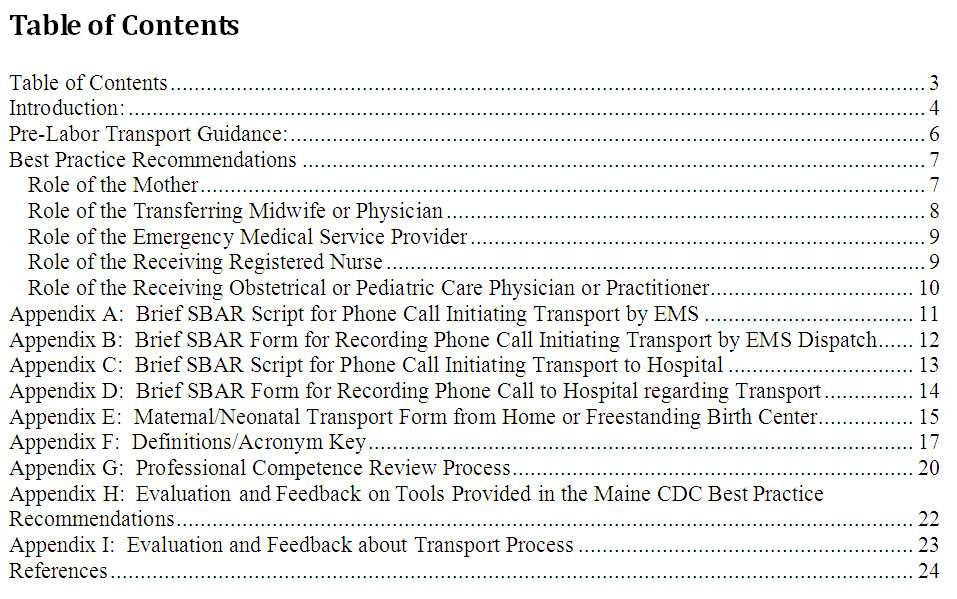 Table of Contents
Table of Contents........................................................................................................................ 3
Introduction: ............................................................................................................................... 4
Pre-Labor Transport Guidance:..................................................................................................... 6
Best Practice Recommendations ................................................................................................... 7
Role of the Mother..................................................................................................................... 7
Role of the Transferring Midwife or Physician ............................................................................. 8
Role of the Emergency Medical Service Provider......................................................................... 9
Role of the Receiving Registered Nurse ...................................................................................... 9
Role of the Receiving Obstetrical or Pediatric Care Physician or Practitioner.................................. 10
Appendix A:  Brief SBAR Script for Phone Call Initiating Transport by EMS .................................. 11
Appendix B:  Brief SBAR Form for Recording Phone Call Initiating Transport by EMS Dispatch...... 12
Appendix C:  Brief SBAR Script for Phone Call Initiating Transport to Hospital .............................. 13
Appendix D:  Brief SBAR Form for Recording Phone Call to Hospital regarding Transport............... 14
Appendix E:  Maternal/Neonatal Transport Form from Home or Freestanding Birth Center................ 15
Appendix F:  Definitions/Acronym Key......................................................................................... 17
Appendix G:  Professional Competence Review Process................................................................. 20
Appendix H:  Evaluation and Feedback on Tools Provided in the Maine CDC Best Practice
Recommendations........................................................................................................................ 22
Appendix I:  Evaluation and Feedback about Transport Process ...................................................... 23
References................................................................................................................................... 24